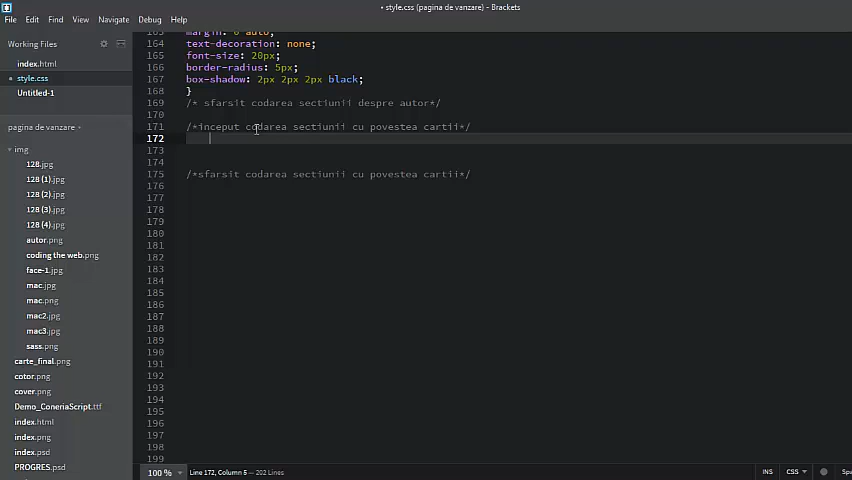 • style.css (pagina de vanzare) - Brackets
File Edit Find View Navigate Debug Help
Working Files
index.html
• style.css
Untitled-1
pagina de vanzare
img
128.jpg
128 (1).jpg
128 (2).jpg
128 (3).jpg
128 (4).jpg
autor.png
coding the web.png
face-1.jpg
mac.jpg
mac.png
mac2.jpg
mac3.jpg
sass.png
carte_final.png
cotor.png
cover.png
Demo_ConeriaScript.ttf
index.html
index.png
index.psd
PROGRES.psd
163 margin: 0 auto;
164 text-decoration: none;
165 font-size: 20px;
166 border-radius: 5px;
167 box-shadow: 2px 2px 2px black;
168 }
169 /* sfarsit codarea sectiunii despre autor*/
170
171 /*inceput codarea sectiunii cu povestea cartii*/
172
173
174
175 /*sfarsit codarea sectiunii cu povestea cartii*/
176
177
178
179
180
181
182
183
184
185
186
187
188
189
190
191
192
193
194
195
196
197
198
199
100 % Line 172, Column 5 — 202 Lines INS CSS Spa